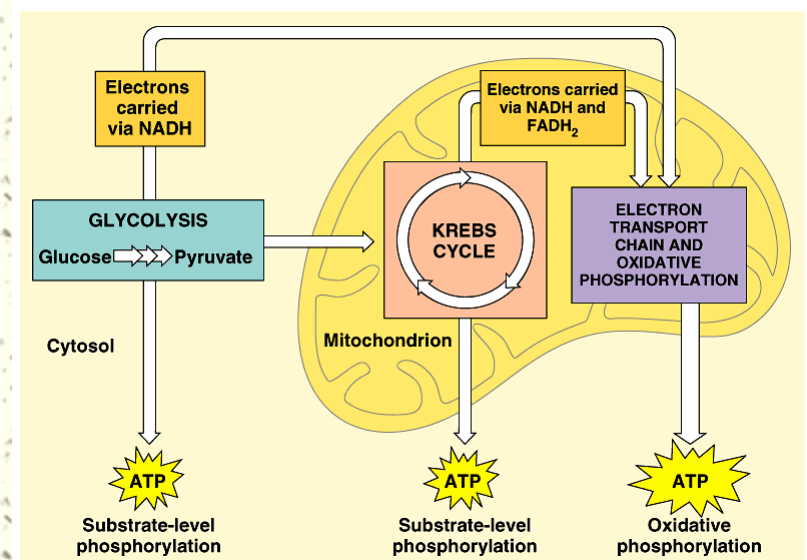 Electrons
carried
via NADH
Electrons carried
via NADH and
FADH₂
GLYCOLYSIS
Glucose Pyruvate
KREBS
CYCLE
ELECTRON
TRANSPORT
CHAIN AND
OXIDATIVE
PHOSPHORYLATION
Cytosol
Mitochondrion
ATP
ATP
ATP
Substrate-level
phosphorylation
Substrate-level
phosphorylation
Oxidative
phosphorylation